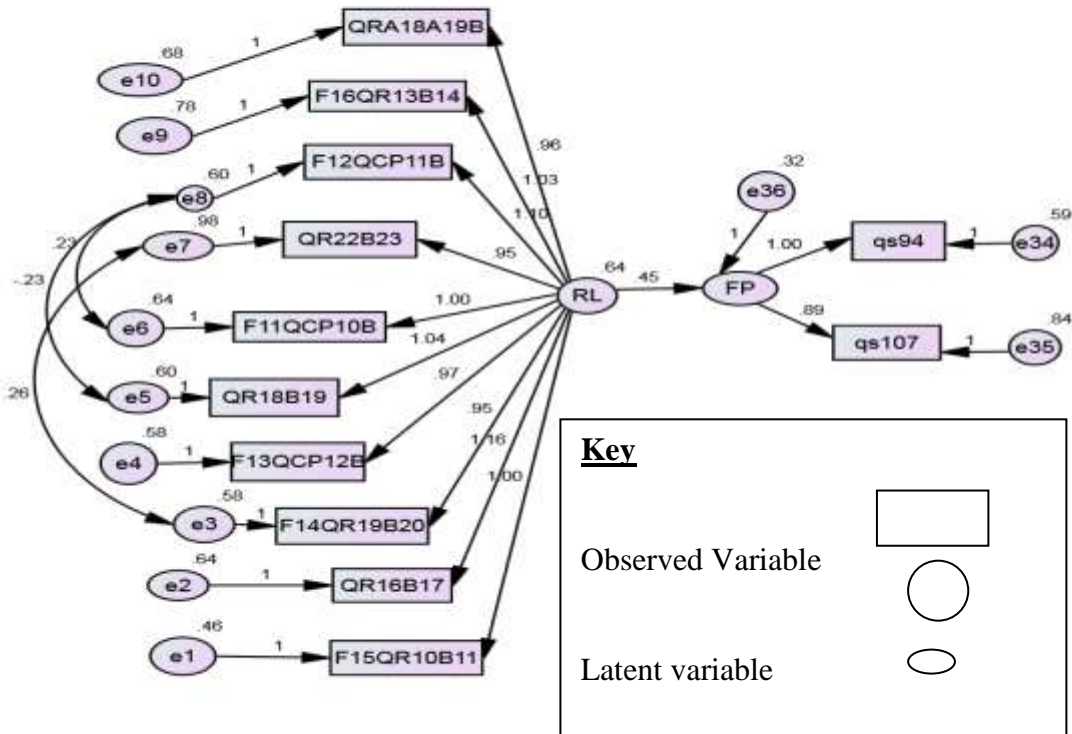 QRA18A19B
.68
1
e10
F16QR13B14
.78
1
e9
.96
F12QCP11B
.60
1
e8
1.03
.32
1.10
e36
.98
QR22B23
.23
1
e7
.95
1
1.00
qs94
1
.59
e34
-.23
.64
RL
.45
FP
.64
1
e6
F11QCP10B
1.00
1.04
.89
qs107
1
.84
e35
.26
.60
1
e5
QR18B19
.97
.58
1
e4
F13QCP12B
.95
1.16
1.00
.58
1
e3
F14QR19B20
.64
1
e2
QR16B17
.46
1
e1
F15QR10B11
Key
Observed Variable
Latent variable